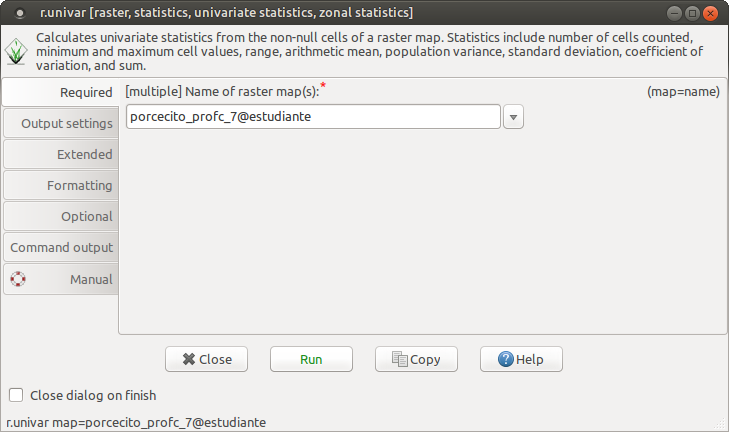 r.univar [raster, statistics, univariate statistics, zonal statistics]
Calculates univariate statistics from the non-null cells of a raster map. Statistics include number of cells counted,
minimum and maximum cell values, range, arithmetic mean, population variance, standard deviation, coefficient of
variation, and sum.
Required
[multiple] Name of raster map(s):*
(map=name)
porcecito_profc_7@estudiante
Output settings
Extended
Formatting
Optional
Command output
Manual
Close
Run
Copy
Help
Close dialog on finish
r.univar map=porcecito_profc_7@estudiante